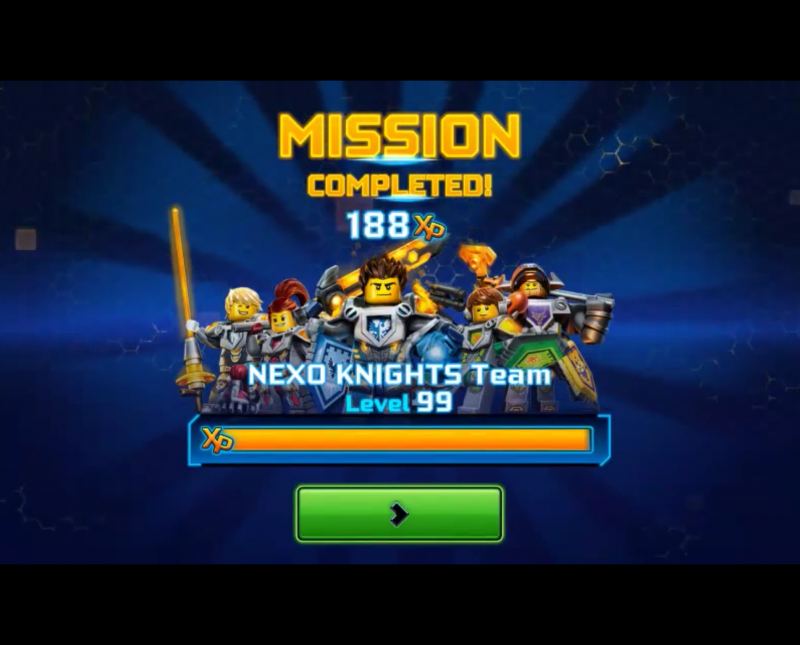 MISSION
COMPLETED!
188 Xp
NEXO KNIGHTS Team
Level 99
Xp